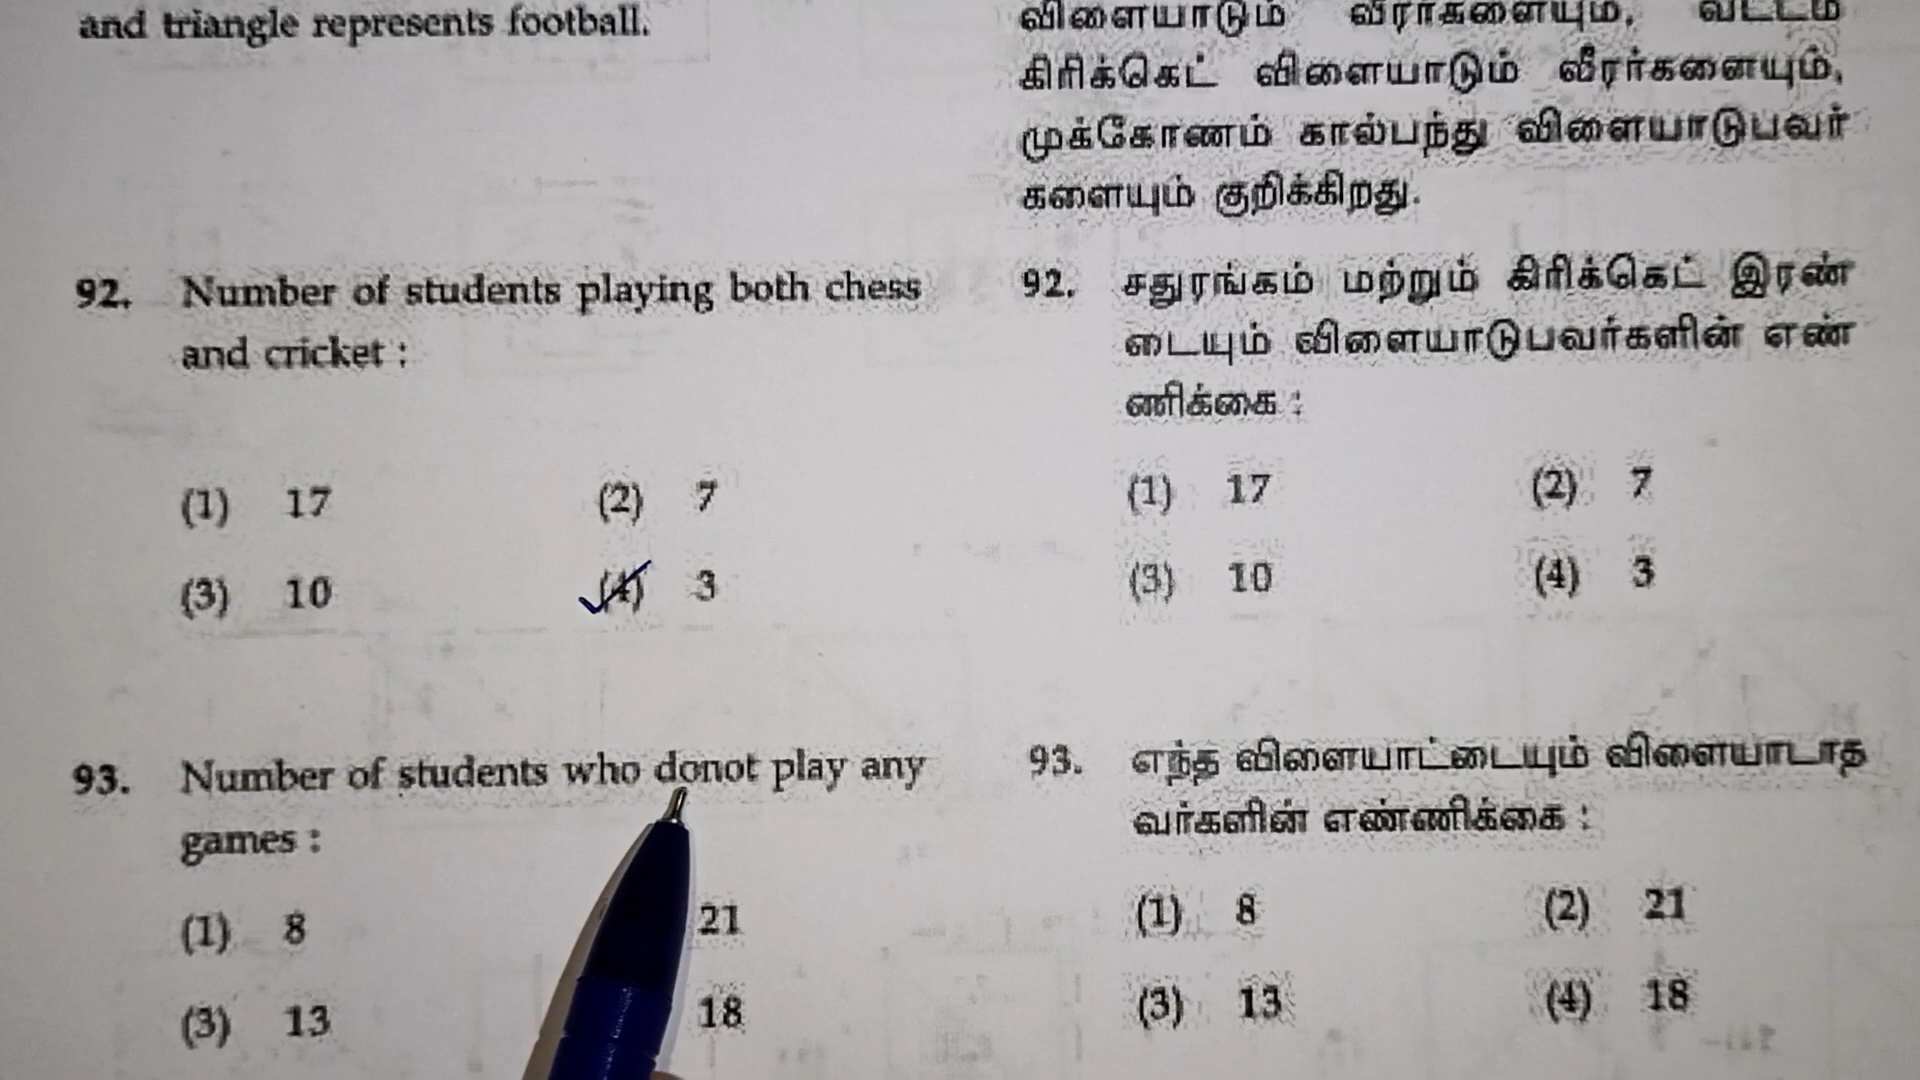 and triangle represents football.
92. Number of students playing both chess
and cricket :
(1) 17 (2) 7
(3) 10 (4) 3
93. Number of students who donot play any
games :
(1) 8 21
(3) 13 18
விளையாடும் வீரர்களையும், வட்டம்
கிரிக்கெட் விளையாடும் வீரர்களையும்,
முக்கோணம் கால்பந்து விளையாடுபவர்
களையும் குறிக்கிறது.
92. சதுரங்கம் மற்றும் கிரிக்கெட் இரண்
டையும் விளையாடுபவர்களின் எண்
ணிக்கை :
(1) 17 (2) 7
(3) 10 (4) 3
93. எந்த விளையாட்டையும் விளையாடாத
வர்களின் எண்ணிக்கை :
(1) 8 (2) 21
(3) 13 (4) 18